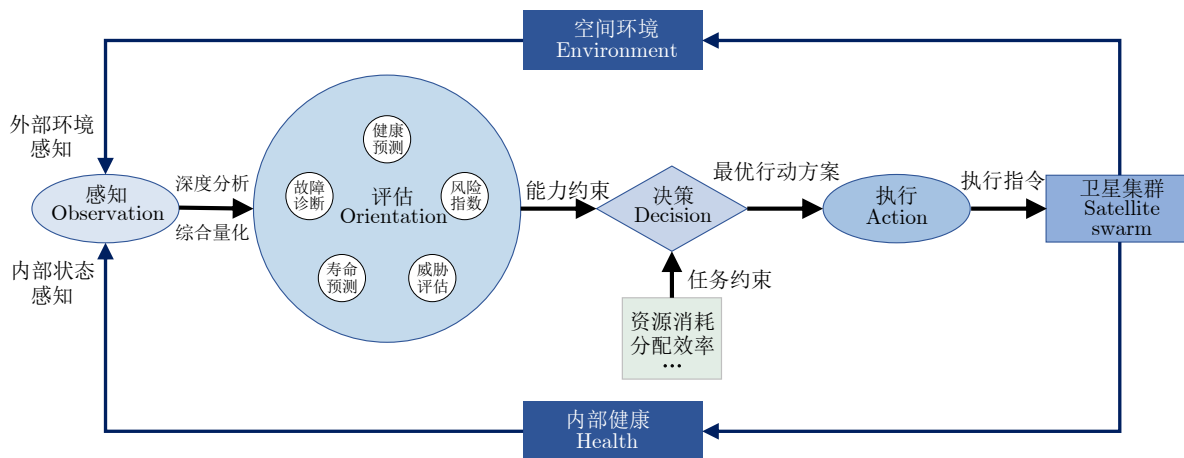 空间环境
Environment
外部环境
感知
感知
Observation
深度分析
综合量化
健康
预测
故障
诊断
评估
Orientation
风险
指数
寿命
预测
威胁
评估
能力约束
决策
Decision
最优行动方案
执行
Action
执行指令
卫星集群
Satellite
swarm
内部状态
感知
任务约束
资源消耗
分配效率
...
内部健康
Health